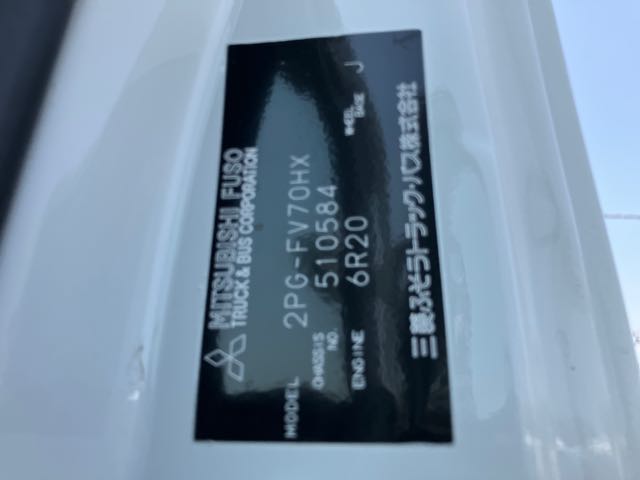 MITSUBISHI FUSO
TRUCK & BUS CORPORATION
MODEL 2PG-FV70HX
CHASSIS NO. 510584
ENGINE 6R20 WHEEL BASE J
三菱ふそうトラック・バス株式会社